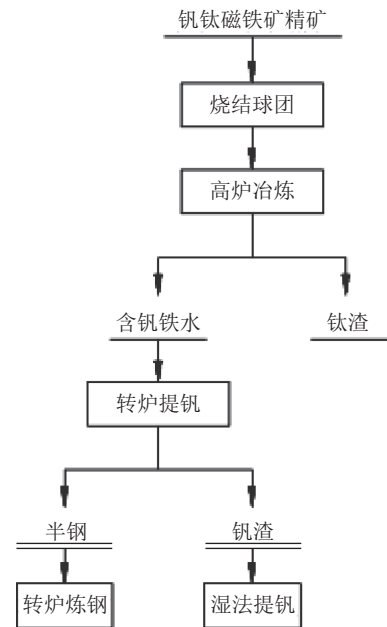 钒钛磁铁矿精矿
烧结球团
高炉冶炼
含钒铁水
钛渣
转炉提钒
半钢
钒渣
转炉炼钢
湿法提钒